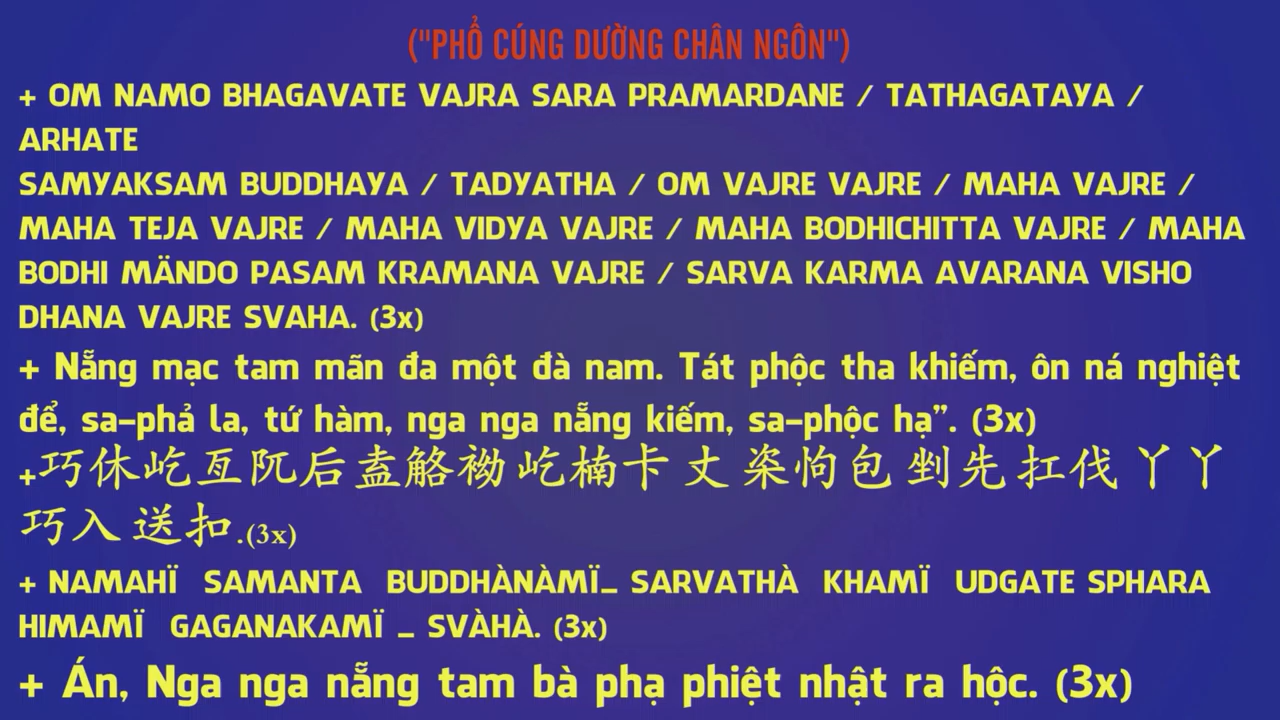 ("PHỔ CÚNG DƯỜNG CHÂN NGÔN")
+ OM NAMO BHAGAVATE VAJRA SARA PRAMARDANE / TATHAGATAYA /
ARHATE
SAMYAKSAM BUDDHAYA / TADYATHA / OM VAJRE VAJRE / MAHA VAJRE /
MAHA TEJA VAJRE / MAHA VIDYA VAJRE / MAHA BODHICHITTA VAJRE / MAHA
BODHI MÄNDO PASAM KRAMANA VAJRE / SARVA KARMA AVARANA VISHO
DHANA VAJRE SVAHA. (3x)
+ Nẵng mạc tam mãn đa một đà nam. Tát phộc tha khiếm, ôn ná nghiệt
để, sa-phả la, tứ hàm, nga nga nẵng kiếm, sa-phộc hạ”. (3x)
+巧休屹亙阢后盍觡袎 屹楠卡 丈 栥恦包 剉先 扛伐 丫丫
巧入 送扣.(3x)
+ NAMAHÏ SAMANTA BUDDHÀNÀMÏ_ SARVATHÀ KHAMÏ UDGATE SPHARA
HIMAMÏ GAGANAKAMÏ _ SVÀHÀ. (3x)
+ Án, Nga nga nẵng tam bà phạ phiệt nhật ra hộc. (3x)